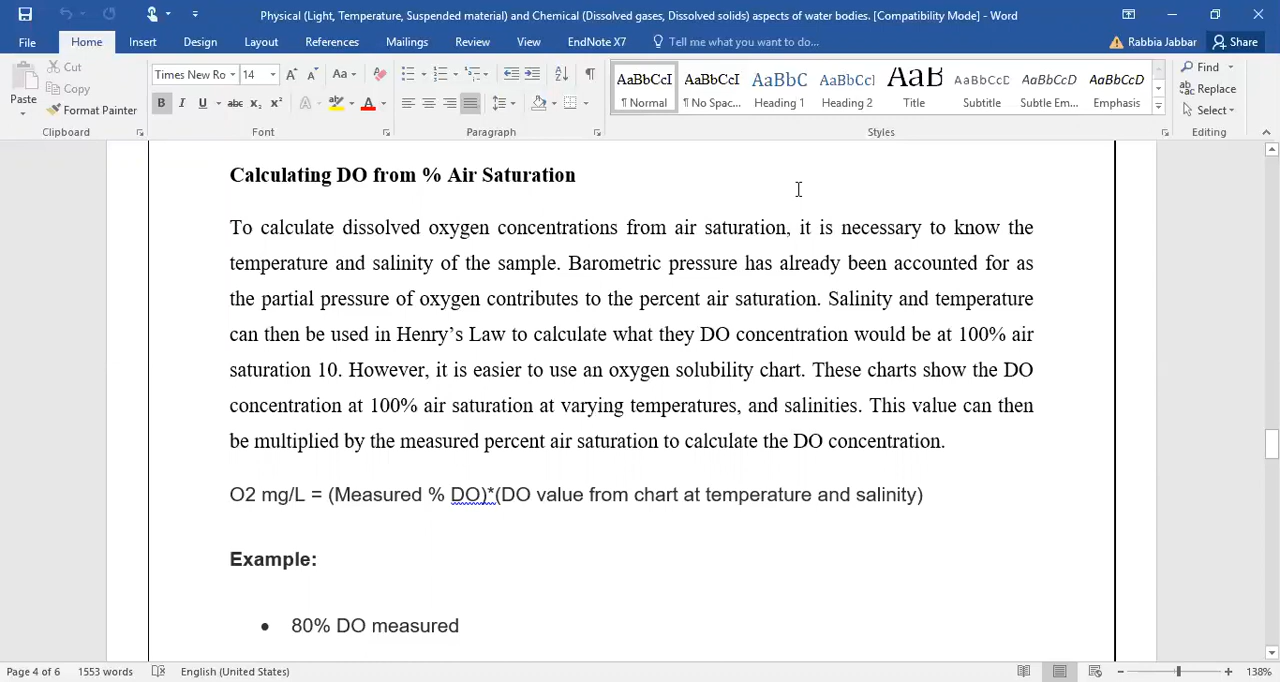 Physical (Light, Temperature, Suspended material) and Chemical (Dissolved gases, Dissolved solids) aspects of water bodies. [Compatibility Mode] - Word
File Home Insert Design Layout References Mailings Review View EndNote X7 Tell me what you want to do... Rabbia Jabbar Share
Cut
Copy
Format Painter
Paste
Clipboard
Times New Ro 14
Font
Paragraph
AaBbCcI AaBbCcI AaBbC AaBbCcI AaB AaBbCcD AaBbCcD AaBbCcD
¶ Normal ¶ No Spac... Heading 1 Heading 2 Title Subtitle Subtle Em... Emphasis
Styles
Find
Replace
Select
Editing
Calculating DO from % Air Saturation
To calculate dissolved oxygen concentrations from air saturation, it is necessary to know the
temperature and salinity of the sample. Barometric pressure has already been accounted for as
the partial pressure of oxygen contributes to the percent air saturation. Salinity and temperature
can then be used in Henry’s Law to calculate what they DO concentration would be at 100% air
saturation 10. However, it is easier to use an oxygen solubility chart. These charts show the DO
concentration at 100% air saturation at varying temperatures, and salinities. This value can then
be multiplied by the measured percent air saturation to calculate the DO concentration.
O2 mg/L = (Measured % DO)*(DO value from chart at temperature and salinity)
Example:
• 80% DO measured
Page 4 of 6 1553 words English (United States) 138%